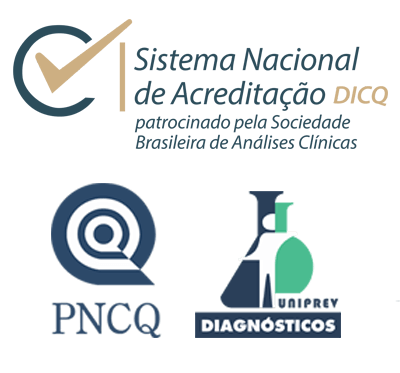 Sistema Nacional
de Acreditação DICQ
patrocinado pela Sociedade
Brasileira de Análises Clínicas
PNCQ
UNIPREV
DIAGNÓSTICOS